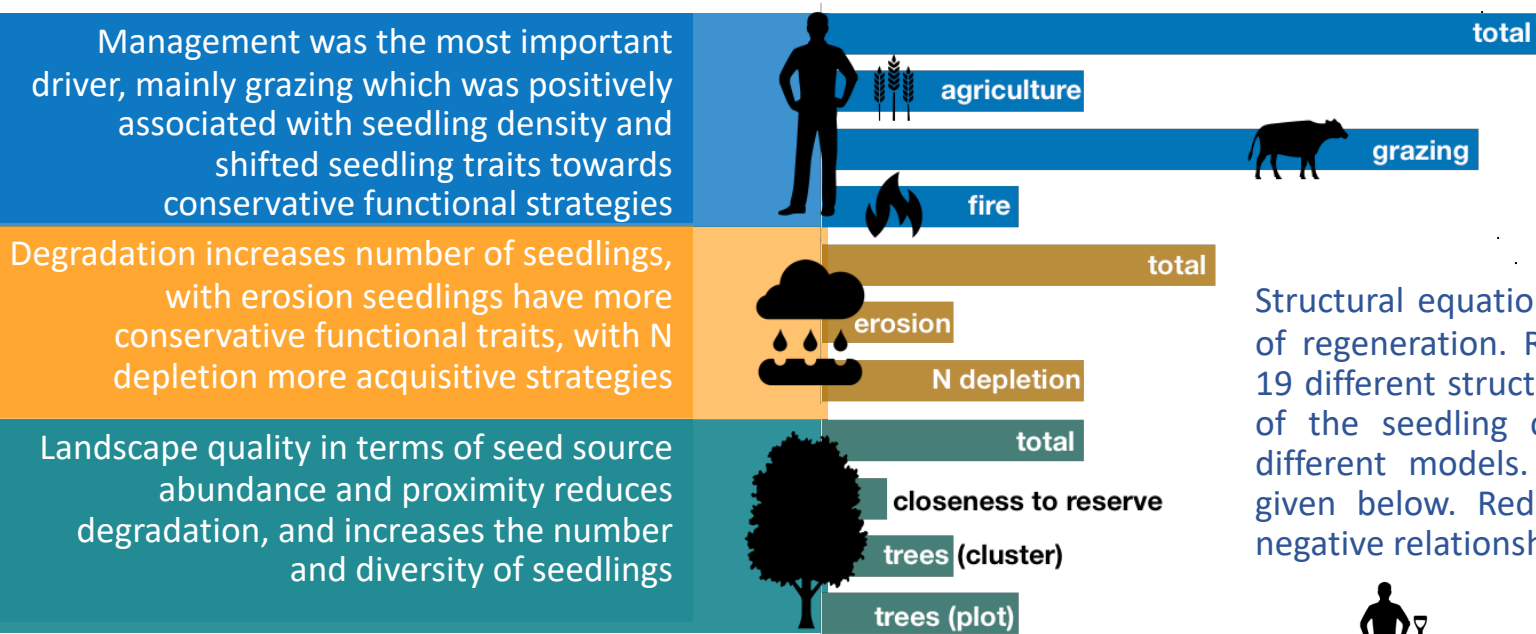 Management was the most important
driver, mainly grazing which was positively
associated with seedling density and
shifted seedling traits towards
conservative functional strategies
Degradation increases number of seedlings,
with erosion seedlings have more
conservative functional traits, with N
depletion more acquisitive strategies
Landscape quality in terms of seed source
abundance and proximity reduces
degradation, and increases the number
and diversity of seedlings
total
agriculture
grazing
fire
total
erosion
N depletion
total
closeness to reserve
trees (cluster)
trees (plot)
Structural
of regeneration.
19 different
of the seedling
different models.
given below. Red
negative